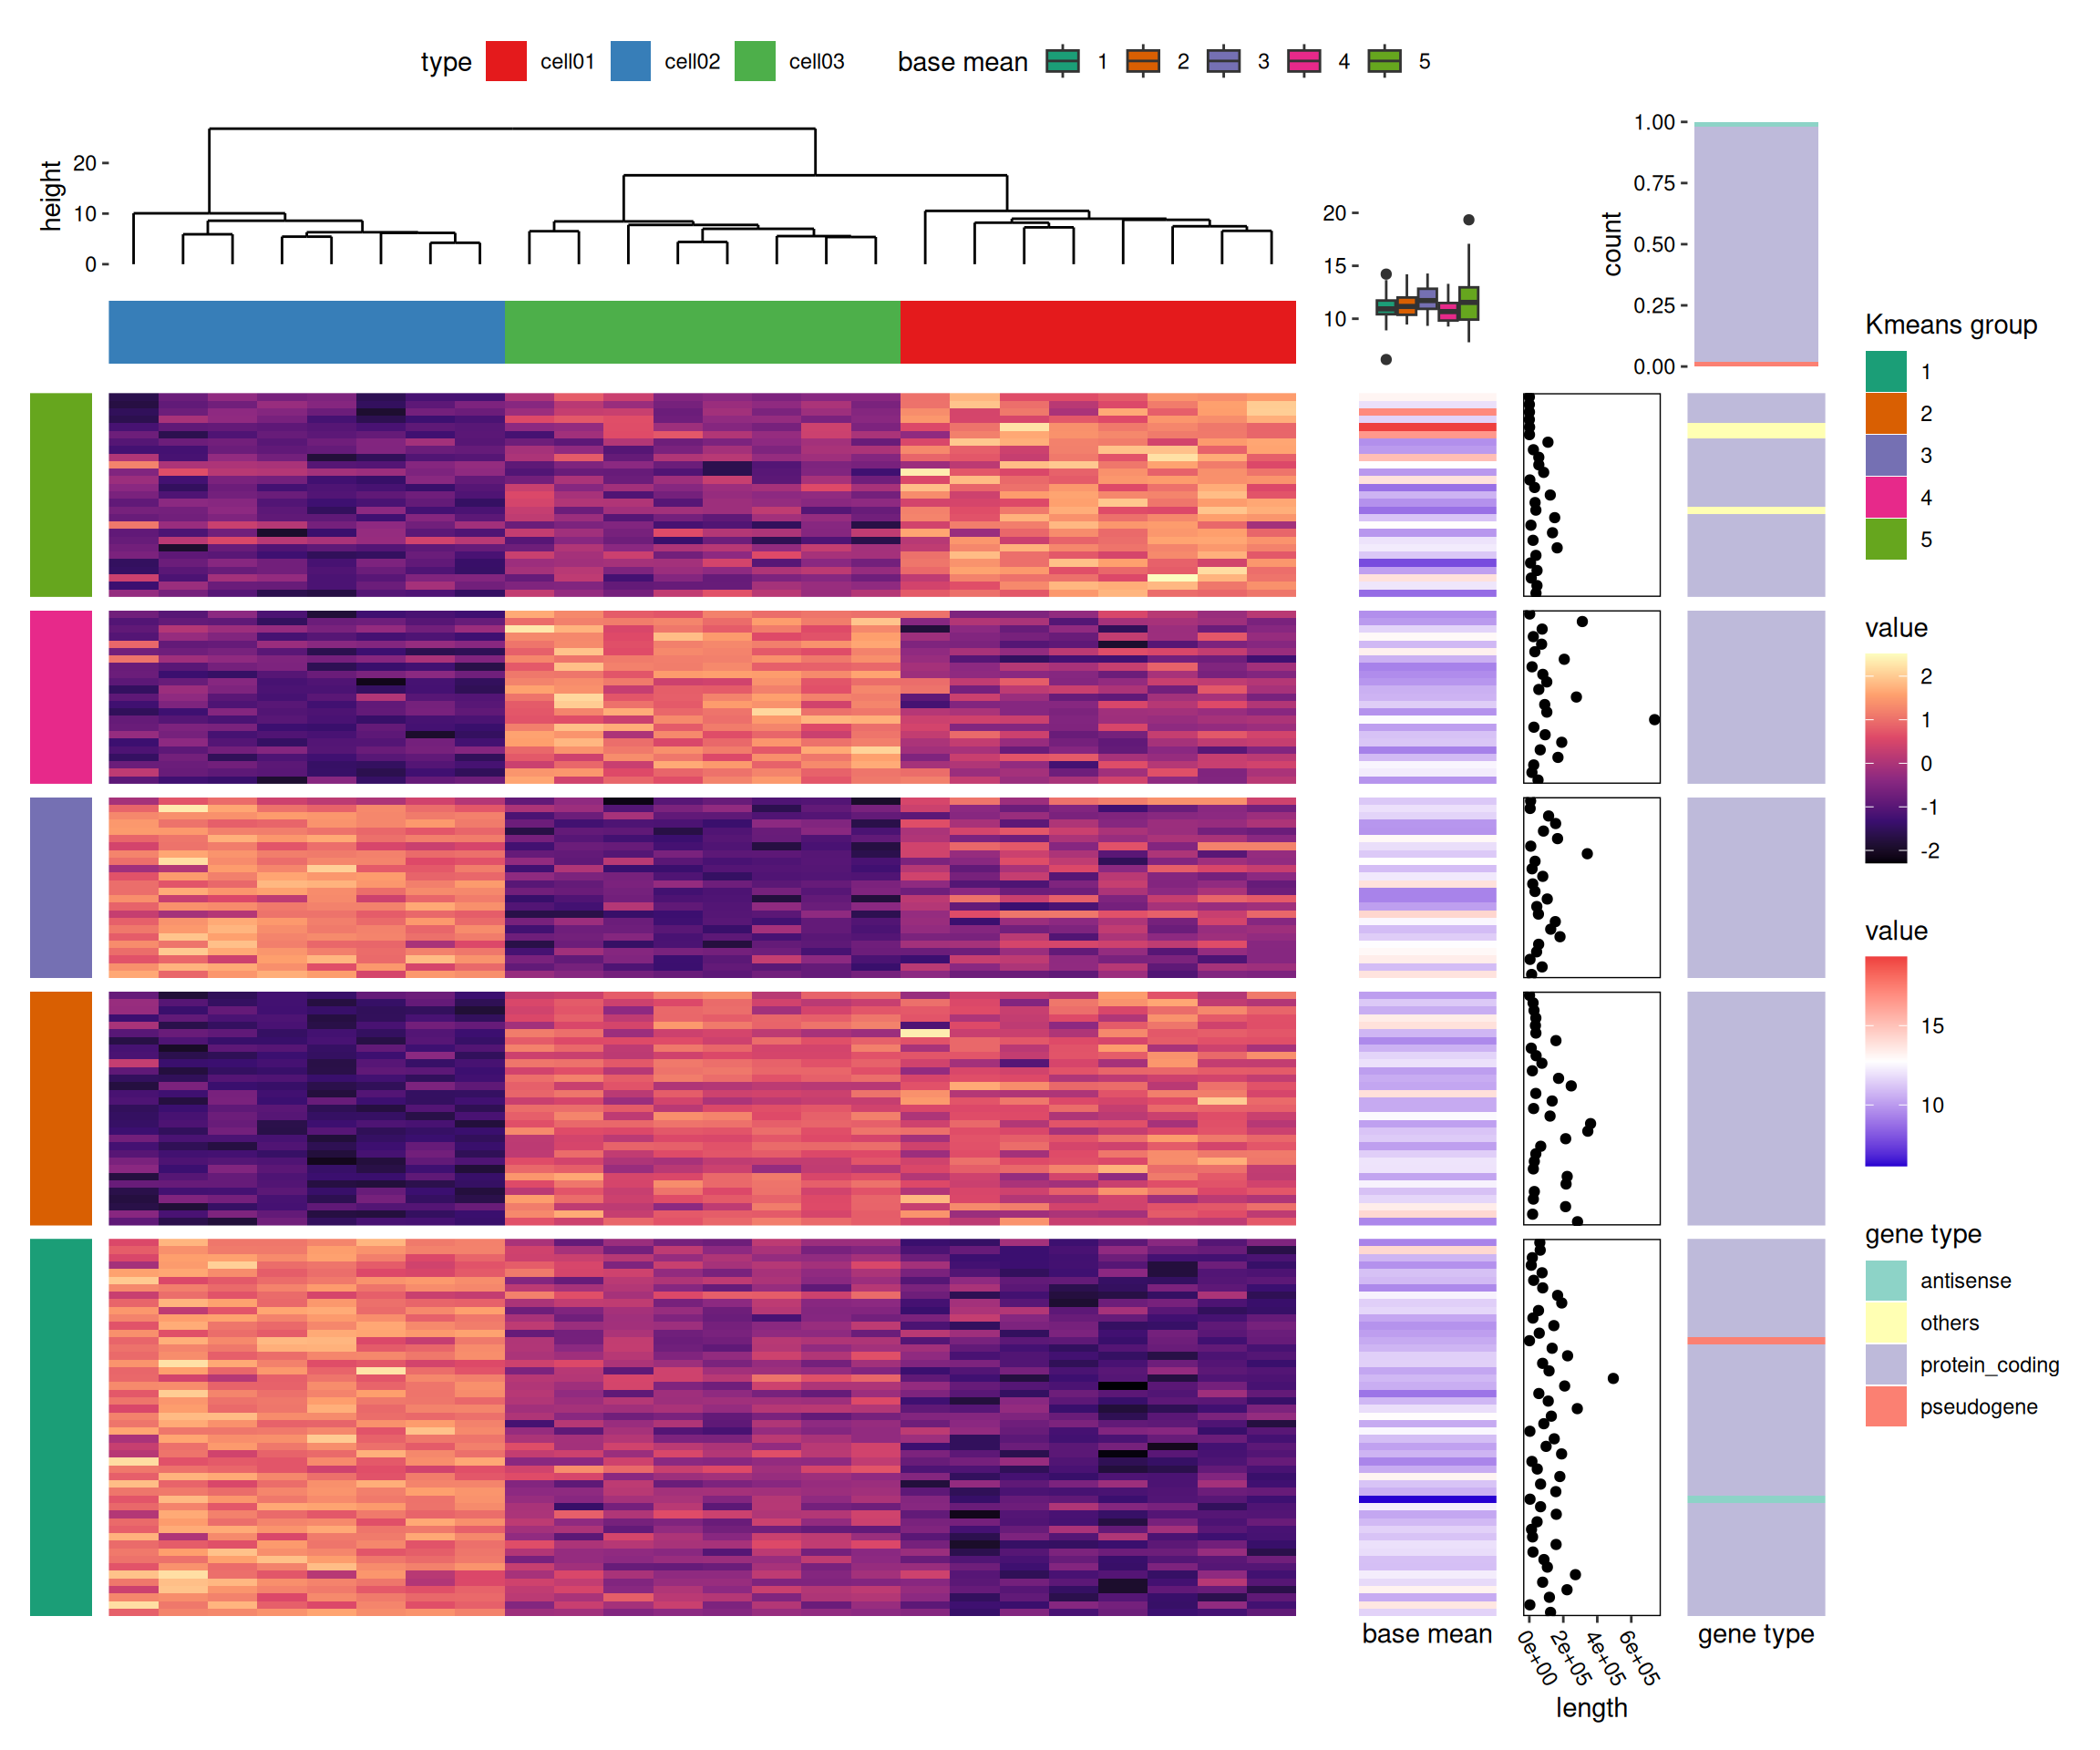 type cell01 cell02 cell03 base mean 1 2 3 4 5
height
20
10
0
20
15
10
count
1.00
0.75
0.50
0.25
0.00
Kmeans group
1
2
3
4
5
value
2
1
0
-1
-2
value
15
10
gene type
antisense
others
protein_coding
pseudogene
base mean
0e+00 2e+05 4e+05 6e+05
length
gene type